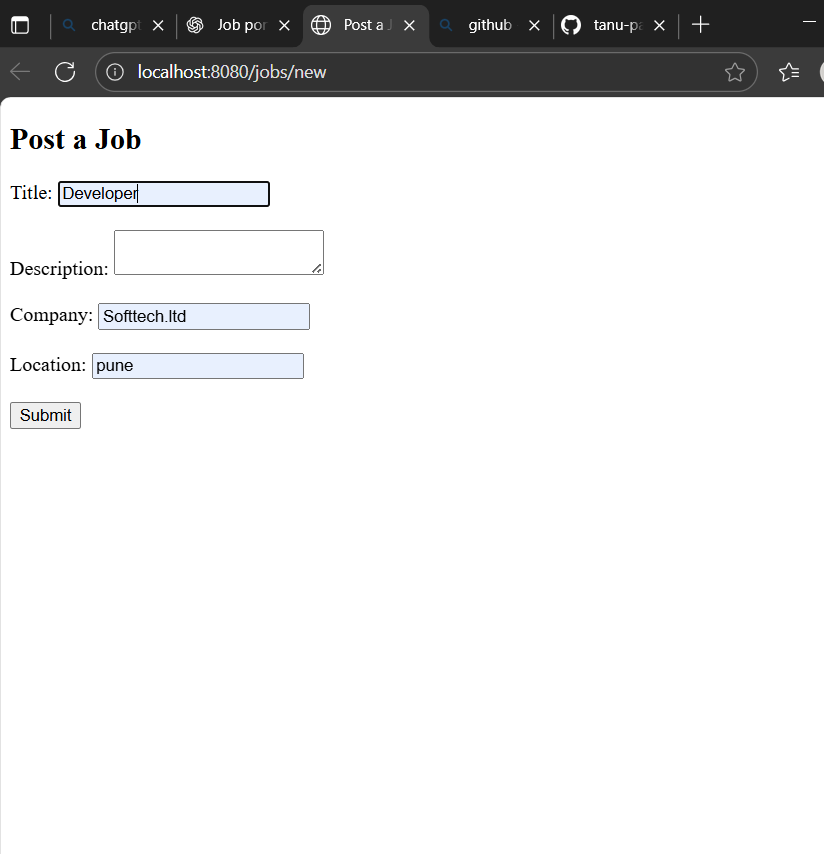 chatgpt Job por Post a J github tanu-pa
localhost:8080/jobs/new
Post a Job
Title: Developer
Description:
Company: Softtech.ltd
Location: pune
Submit